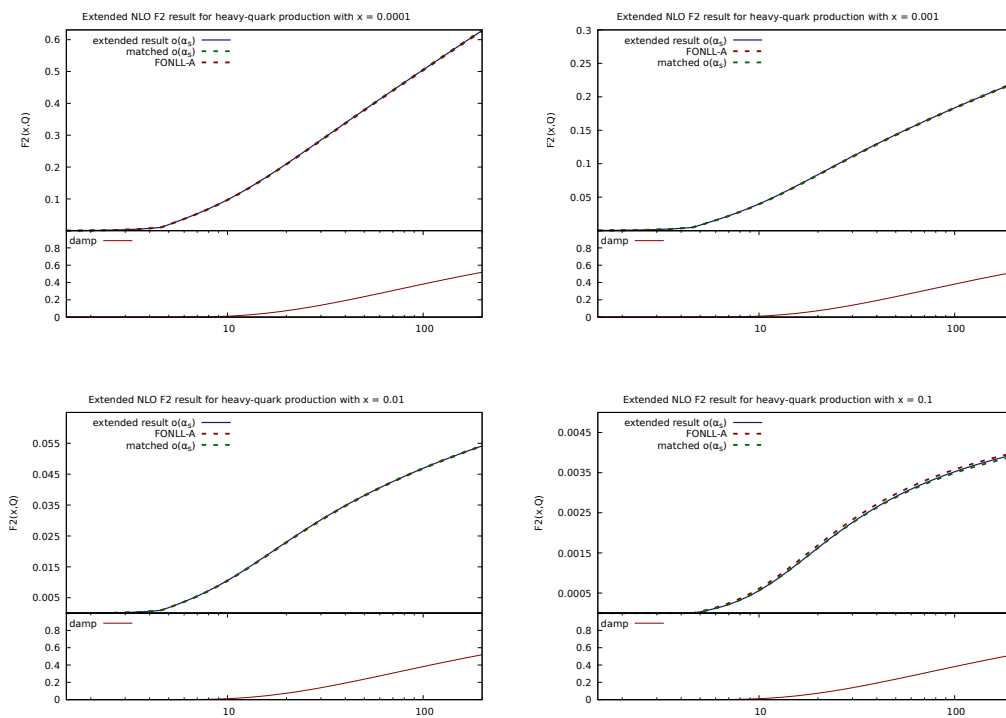 Extended NLO F2 result for heavy-quark production with x = 0.0001
extended result o(αs)
matched o(αs)
FONLL-A
F2(x,Q)
0.6
0.5
0.4
0.3
0.2
0.1
damp
0.8
0.6
0.4
0.2
0
10
100
Extended NLO F2 result for heavy-quark production with x = 0.001
extended result o(αs)
FONLL-A
matched o(αs)
F2(x,Q)
0.3
0.25
0.2
0.15
0.1
0.05
damp
0.8
0.6
0.4
0.2
0
10
100
Extended NLO F2 result for heavy-quark production with x = 0.01
extended result o(αs)
FONLL-A
matched o(αs)
F2(x,Q)
0.055
0.045
0.035
0.025
0.015
0.005
damp
0.8
0.6
0.4
0.2
0
10
100
Extended NLO F2 result for heavy-quark production with x = 0.1
extended result o(αs)
FONLL-A
matched o(αs)
F2(x,Q)
0.0045
0.0035
0.0025
0.0015
0.0005
damp
0.8
0.6
0.4
0.2
0
10
100